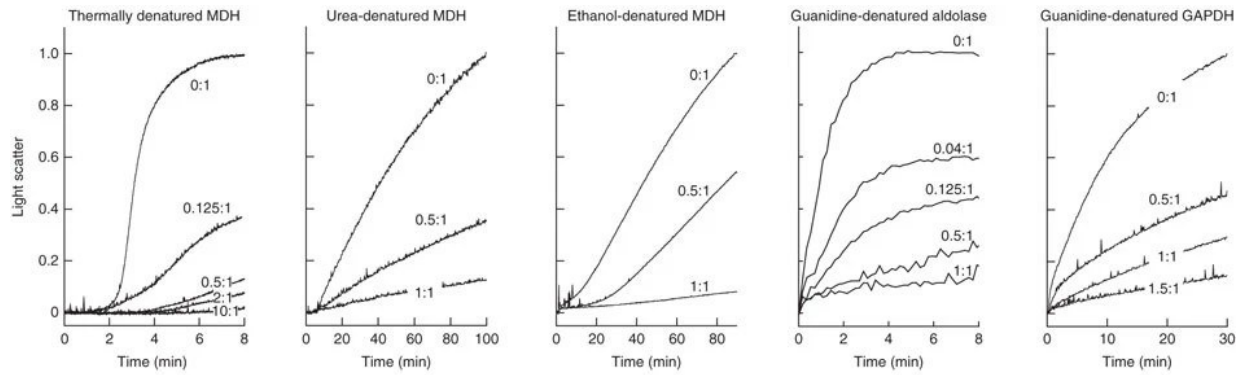 Thermally denatured MDH
Light scatter
1.0
0.8
0.6
0.4
0.2
0
0:1
0.125:1
0.5:1
2:1
10:1
0 2 4 6 8
Time (min)
Urea-denatured MDH
0:1
0.5:1
1:1
0 20 40 60 80 100
Time (min)
Ethanol-denatured MDH
0:1
0.5:1
1:1
0 20 40 60 80
Time (min)
Guanidine-denatured aldolase
0:1
0.04:1
0.125:1
0.5:1
1:1
0 2 4 6 8
Time (min)
Guanidine-denatured GAPDH
0:1
0.5:1
1:1
1.5:1
0 10 20 30
Time (min)